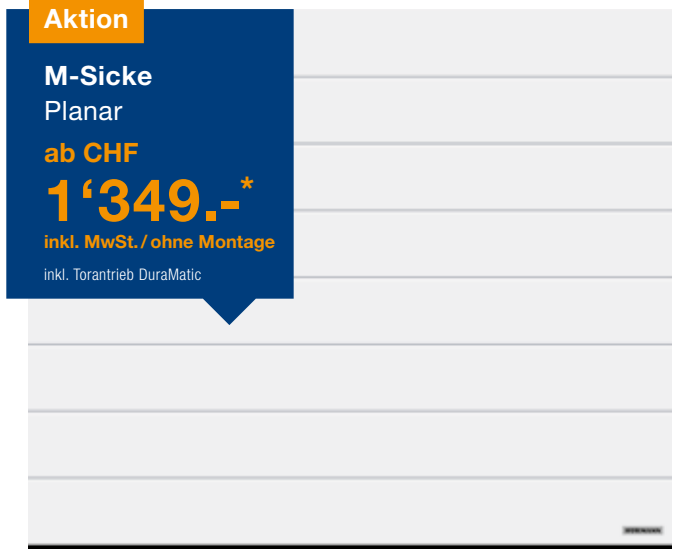 Aktion
M-Sicke
Planar
ab CHF
1‘349.-*
inkl. MwSt. / ohne Montage
inkl. Torantrieb DuraMatic